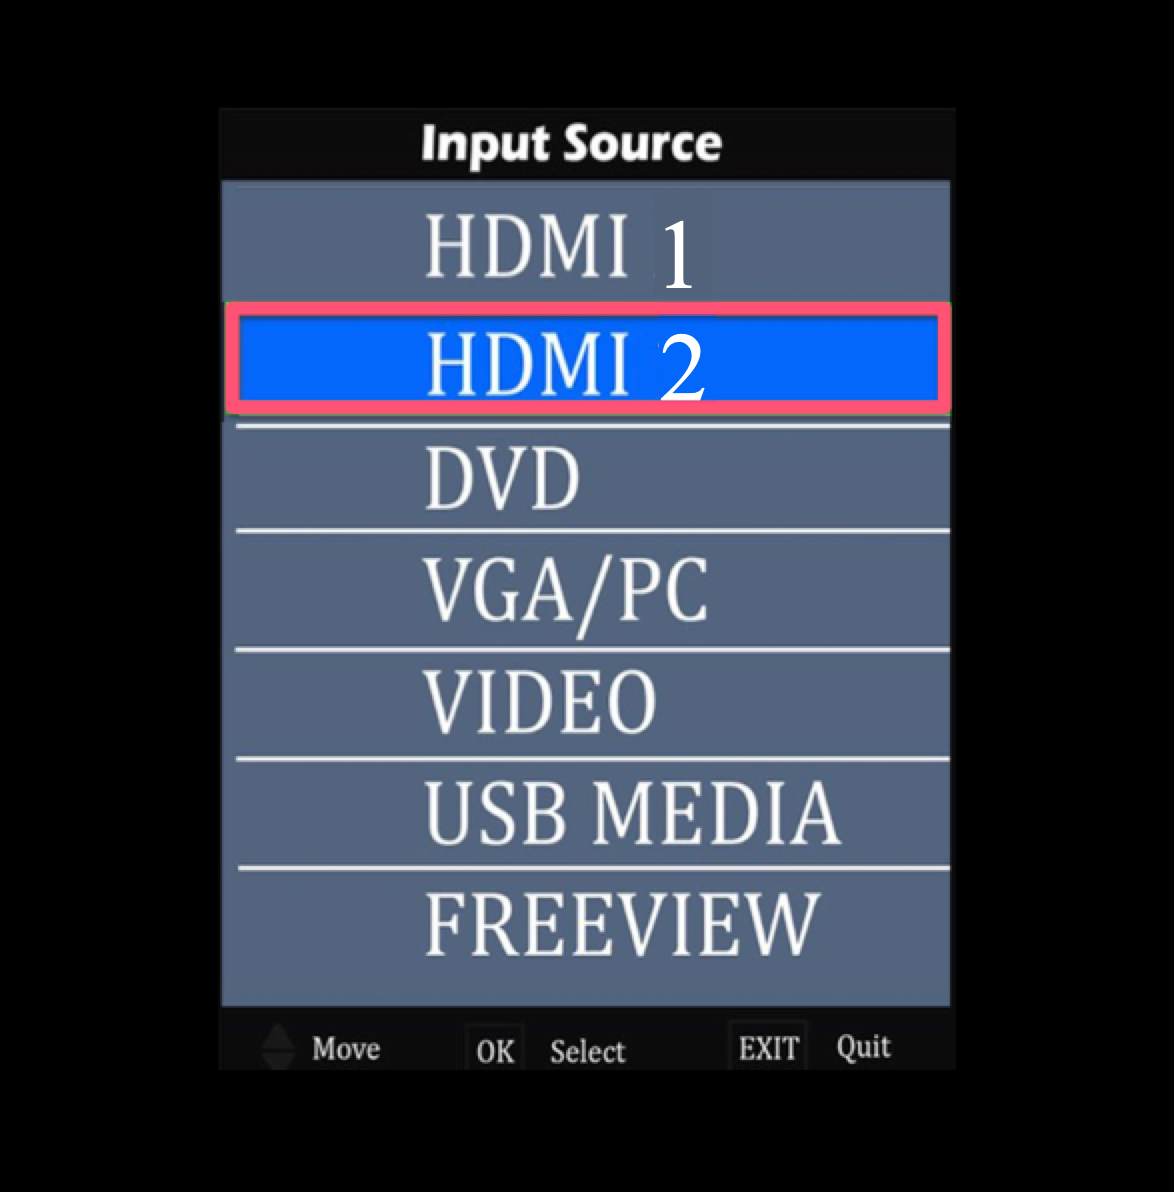 Input Source
HDMI 1
HDMI 2
DVD
VGA/PC
VIDEO
USB MEDIA
FREEVIEW
Move OK Select EXIT Quit